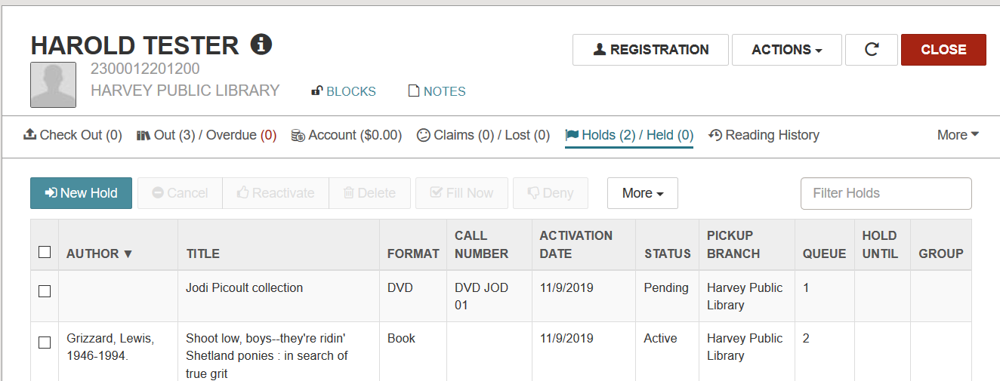 HAROLD TESTER
2300012201200
HARVEY PUBLIC LIBRARY BLOCKS NOTES
REGISTRATION ACTIONS CLOSE
Check Out (0) Out (3) / Overdue (0) Account ($0.00) Claims (0) / Lost (0) Holds (2) / Held (0) Reading History More
New Hold Cancel Reactivate Delete Fill Now Deny More Filter Holds
AUTHOR ▼ TITLE FORMAT CALL NUMBER ACTIVATION DATE STATUS PICKUP BRANCH QUEUE HOLD UNTIL GROUP
Jodi Picoult collection DVD DVD JOD 01 11/9/2019 Pending Harvey Public Library 1
Grizzard, Lewis, 1946-1994. Shoot low, boys--they're ridin' Shetland ponies : in search of true grit Book 11/9/2019 Active Harvey Public Library 2